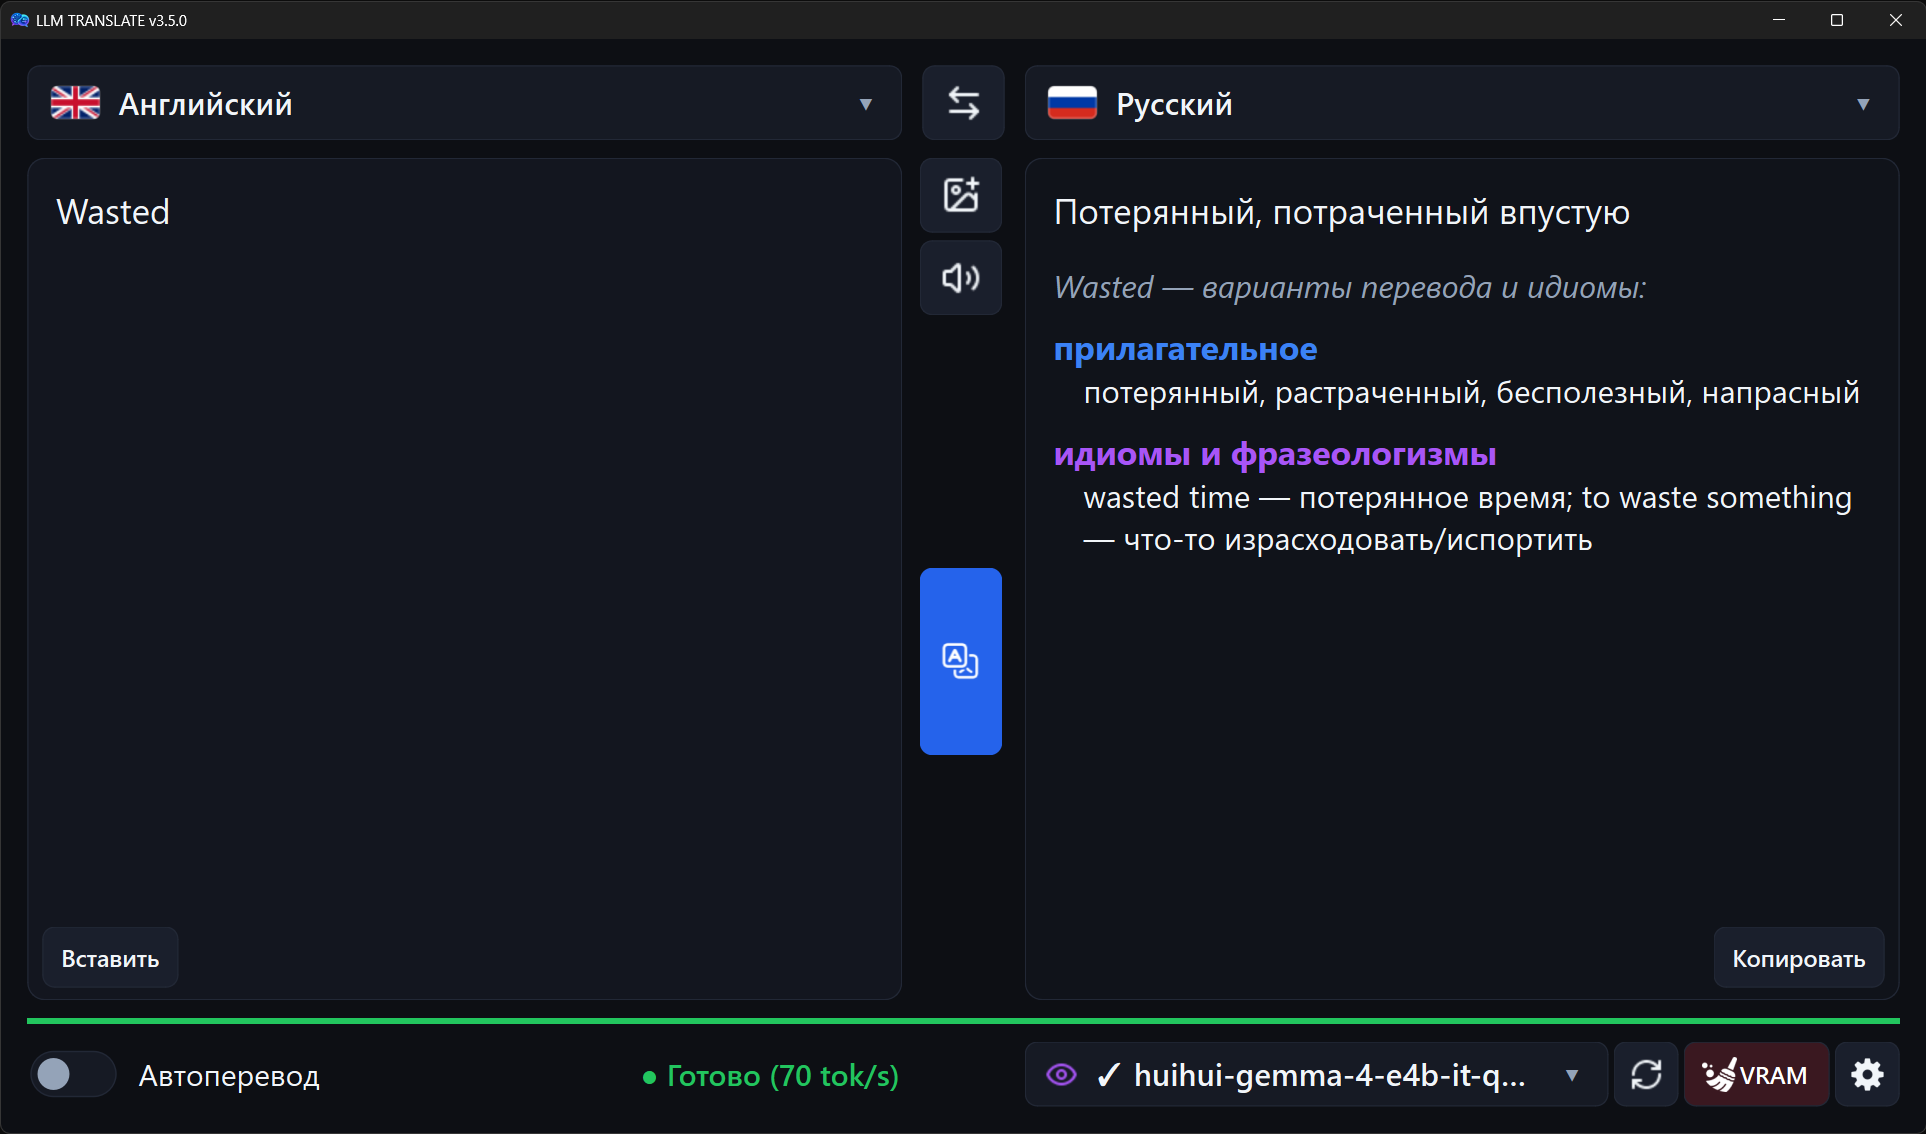 LLM TRANSLATE v3.5.0
Английский
Русский
Wasted
Потерянный, потраченный впустую
Wasted — варианты перевода и идиомы:
прилагательное
потерянный, растраченный, бесполезный, напрасный
идиомы и фразеологизмы
wasted time — потерянное время; to waste something
— что-то израсходовать/испортить
Вставить
Копировать
Автоперевод
● Готово (70 tok/s)
✓ huihui-gemma-4-e4b-it-q...
VRAM